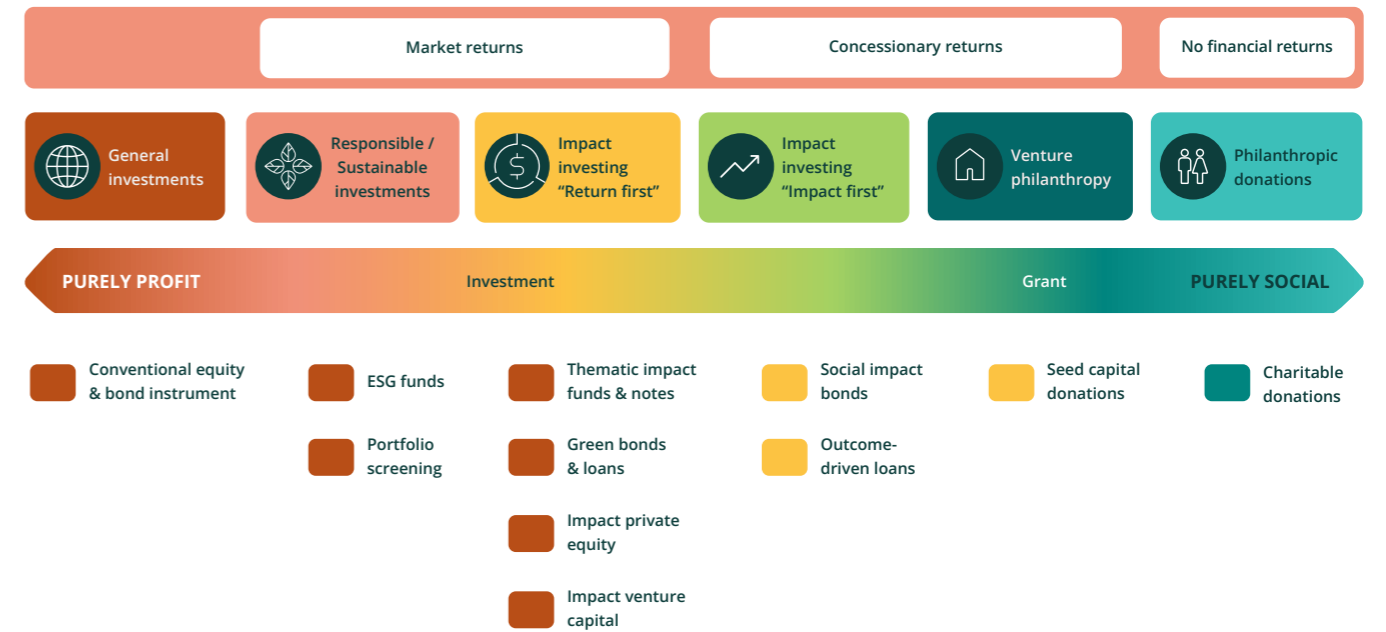 Market returns
Concessionary returns
No financial returns
General
investments
Responsible /
Sustainable
investments
Impact
investing
“Return first”
Impact
investing
“Impact first”
Venture
philanthropy
Philanthropic
donations
PURELY PROFIT
Investment
Grant
PURELY SOCIAL
Conventional equity
& bond instrument
ESG funds
Thematic impact
funds & notes
Social impact
bonds
Seed capital
donations
Charitable
donations
Portfolio
screening
Green bonds
& loans
Outcome-
driven loans
Impact private
equity
Impact venture
capital